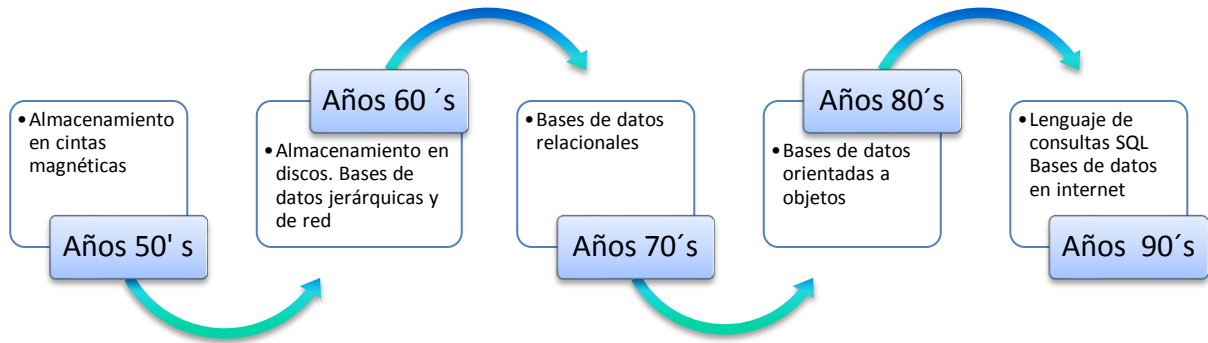 •Almacenamiento
en cintas
magnéticas
Años 50' s
Años 60 ´s
•Almacenamiento en
discos. Bases de
datos jerárquicas y
de red
•Bases de datos
relacionales
Años 70´s
Años 80´s
•Bases de datos
orientadas a
objetos
•Lenguaje de
consultas SQL
Bases de datos
en internet
Años  90´s